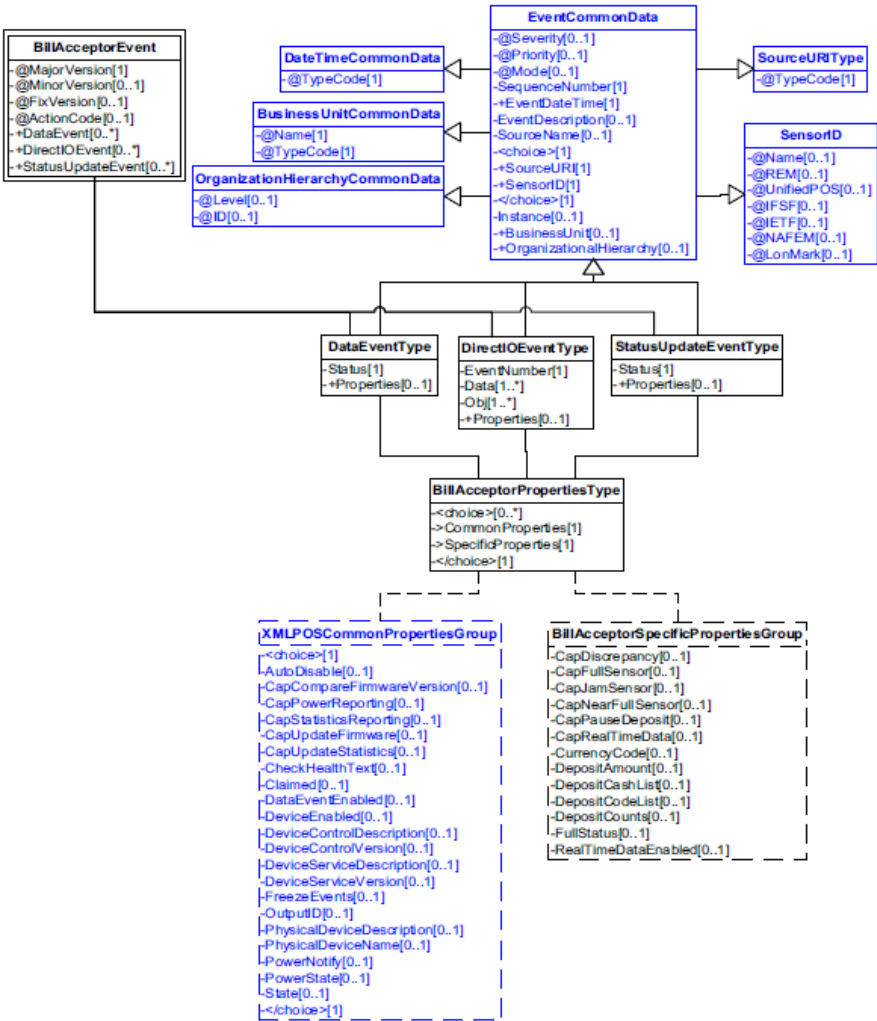 BillAcceptorEvent
-@MajorVersion[1]
-@MinorVersion[0..1]
-@FixVersion[0..1]
-@ActionCode[0..1]
-+DataEvent[0..*]
-+DirectIOEvent[0..*]
-+StatusUpdateEvent[0..*]
DateTimeCommonData
-@TypeCode[1]
BusinessUnitCommonData
-@Name[1]
-@TypeCode[1]
OrganizationHierarchyCommonData
-@Level[0..1]
-@ID[0..1]
EventCommonData
-@Severity[0..1]
-@Priority[0..1]
-@Mode[0..1]
-SequenceNumber[1]
-+EventDateTime[1]
-EventDescription[0..1]
-SourceName[0..1]
-<choice>[1]
-+SourceURI[1]
-+SensorID[1]
-</choice>[1]
-Instance[0..1]
-+BusinessUnit[0..1]
-+OrganizationalHierarchy[0..1]
SourceURIType
-@TypeCode[1]
SensorID
-@Name[0..1]
-@REM[0..1]
-@UnifiedPOS[0..1]
-@IFSF[0..1]
-@IETF[0..1]
-@NAFEM[0..1]
-@LonMark[0..1]
DataEventType
-Status[1]
-+Properties[0..1]
DirectIOEventType
-EventNumber[1]
-Data[1..*]
-Obj[1..*]
-+Properties[0..1]
StatusUpdateEventType
-Status[1]
-+Properties[0..1]
BillAcceptorPropertiesType
-<choice>[0..*]
->CommonProperties[1]
->SpecificProperties[1]
-</choice>[1]
XMLPOSCommonPropertiesGroup
-<choice>[1]
-AutoDisable[0..1]
-CapCompareFirmwareVersion[0..1]
-CapPowerReporting[0..1]
-CapStatisticsReporting[0..1]
-CapUpdateFirmware[0..1]
-CapUpdateStatistics[0..1]
-CheckHealthText[0..1]
-Claimed[0..1]
-DataEventEnabled[0..1]
-DeviceEnabled[0..1]
-DeviceControlDescription[0..1]
-DeviceControlVersion[0..1]
-DeviceServiceDescription[0..1]
-DeviceServiceVersion[0..1]
-FreezeEvents[0..1]
-OutputID[0..1]
-PhysicalDeviceDescription[0..1]
-PhysicalDeviceName[0..1]
-PowerNotify[0..1]
-PowerState[0..1]
-State[0..1]
-</choice>[1]
BillAcceptorSpecificPropertiesGroup
-CapDiscrepancy[0..1]
-CapFullSensor[0..1]
-CapJamSensor[0..1]
-CapNearFullSensor[0..1]
-CapPauseDeposit[0..1]
-CapRealTimeData[0..1]
-CurrencyCode[0..1]
-DepositAmount[0..1]
-DepositCashList[0..1]
-DepositCodeList[0..1]
-DepositCounts[0..1]
-FullStatus[0..1]
-RealTimeDataEnabled[0..1]